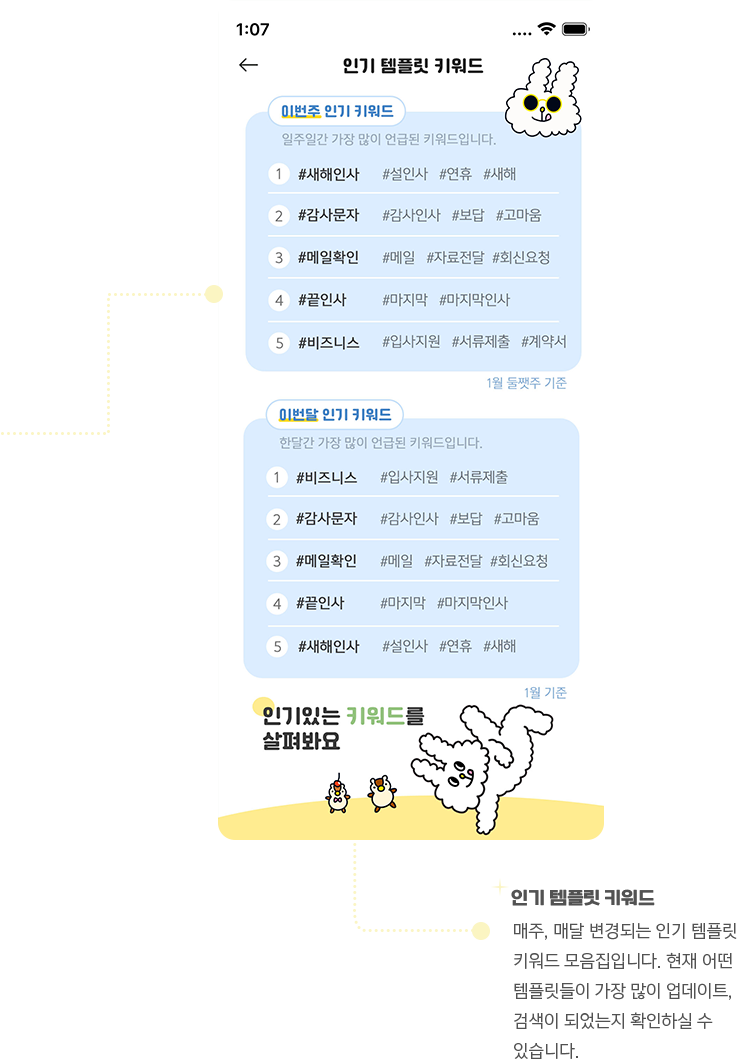 1:07
인기 템플릿 키워드
이번주 인기 키워드
일주일간 가장 많이 언급된 키워드입니다.
1 #새해인사 #설인사 #연휴 #새해
2 #감사문자 #감사인사 #보답 #고마움
3 #메일확인 #메일 #자료전달 #회신요청
4 #끝인사 #마지막 #마지막인사
5 #비즈니스 #입사지원 #서류제출 #계약서
1월 둘쨋주 기준
이번달 인기 키워드
한달간 가장 많이 언급된 키워드입니다.
1 #비즈니스 #입사지원 #서류제출
2 #감사문자 #감사인사 #보답 #고마움
3 #메일확인 #메일 #자료전달 #회신요청
4 #끝인사 #마지막 #마지막인사
5 #새해인사 #설인사 #연휴 #새해
1월 기준
인기있는 키워드를
살펴봐요
인기 템플릿 키워드
매주, 매달 변경되는 인기 템플릿
키워드 모음집입니다. 현재 어떤
템플릿들이 가장 많이 업데이트,
검색이 되었는지 확인하실 수
있습니다.